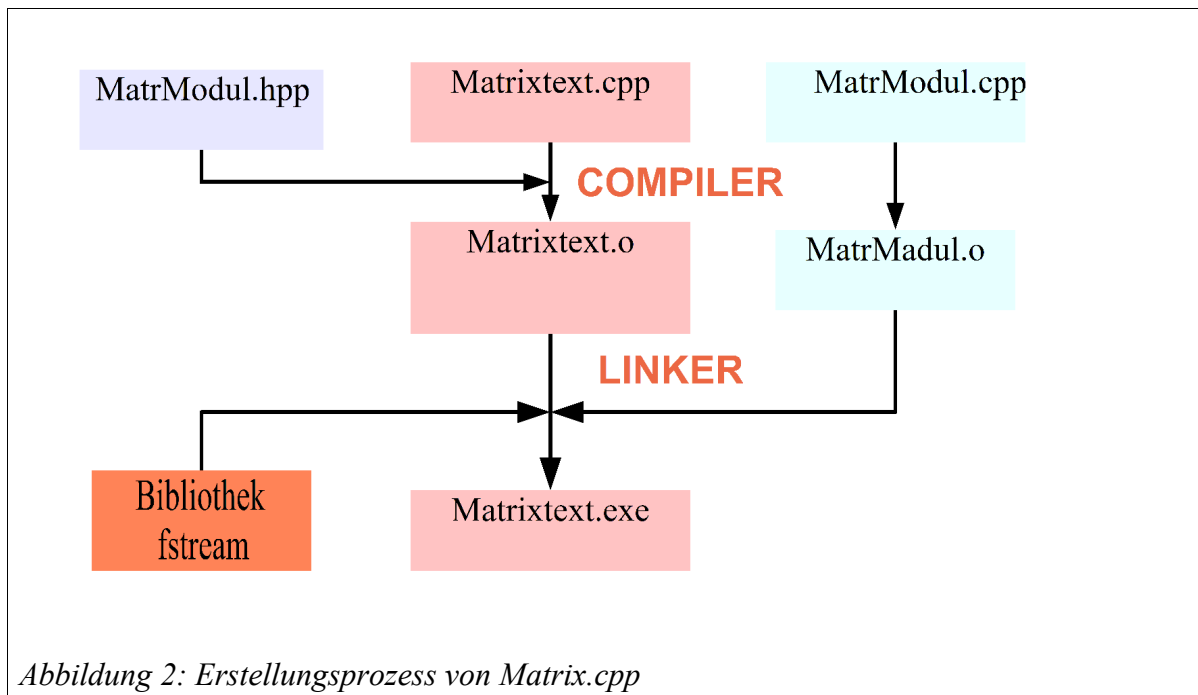 MatrModul.hpp
Matrixtext.cpp
MatrModul.cpp
COMPILER
Matrixtext.o
MatrMadul.o
LINKER
Bibliothek
fstream
Matrixtext.exe
Abbildung 2: Erstellungsprozess von Matrix.cpp